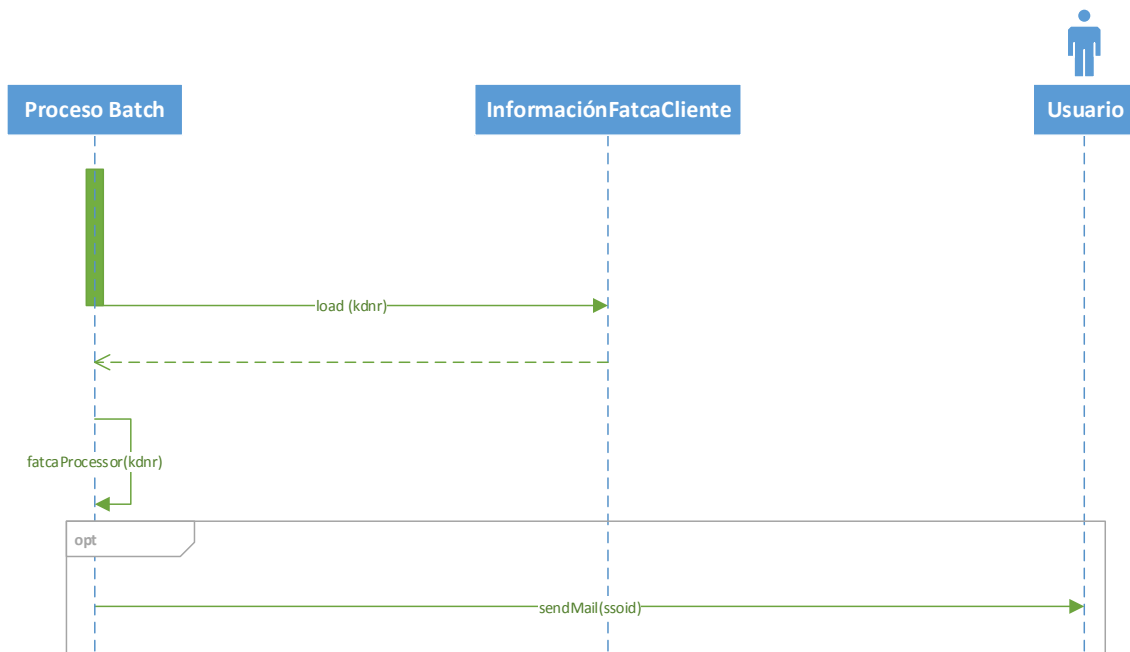 Proceso Batch
InformaciónFatcaCliente
Usuario
load (kdnr)
fatcaProcessor(kdnr)
opt
sendMail(ssoid)